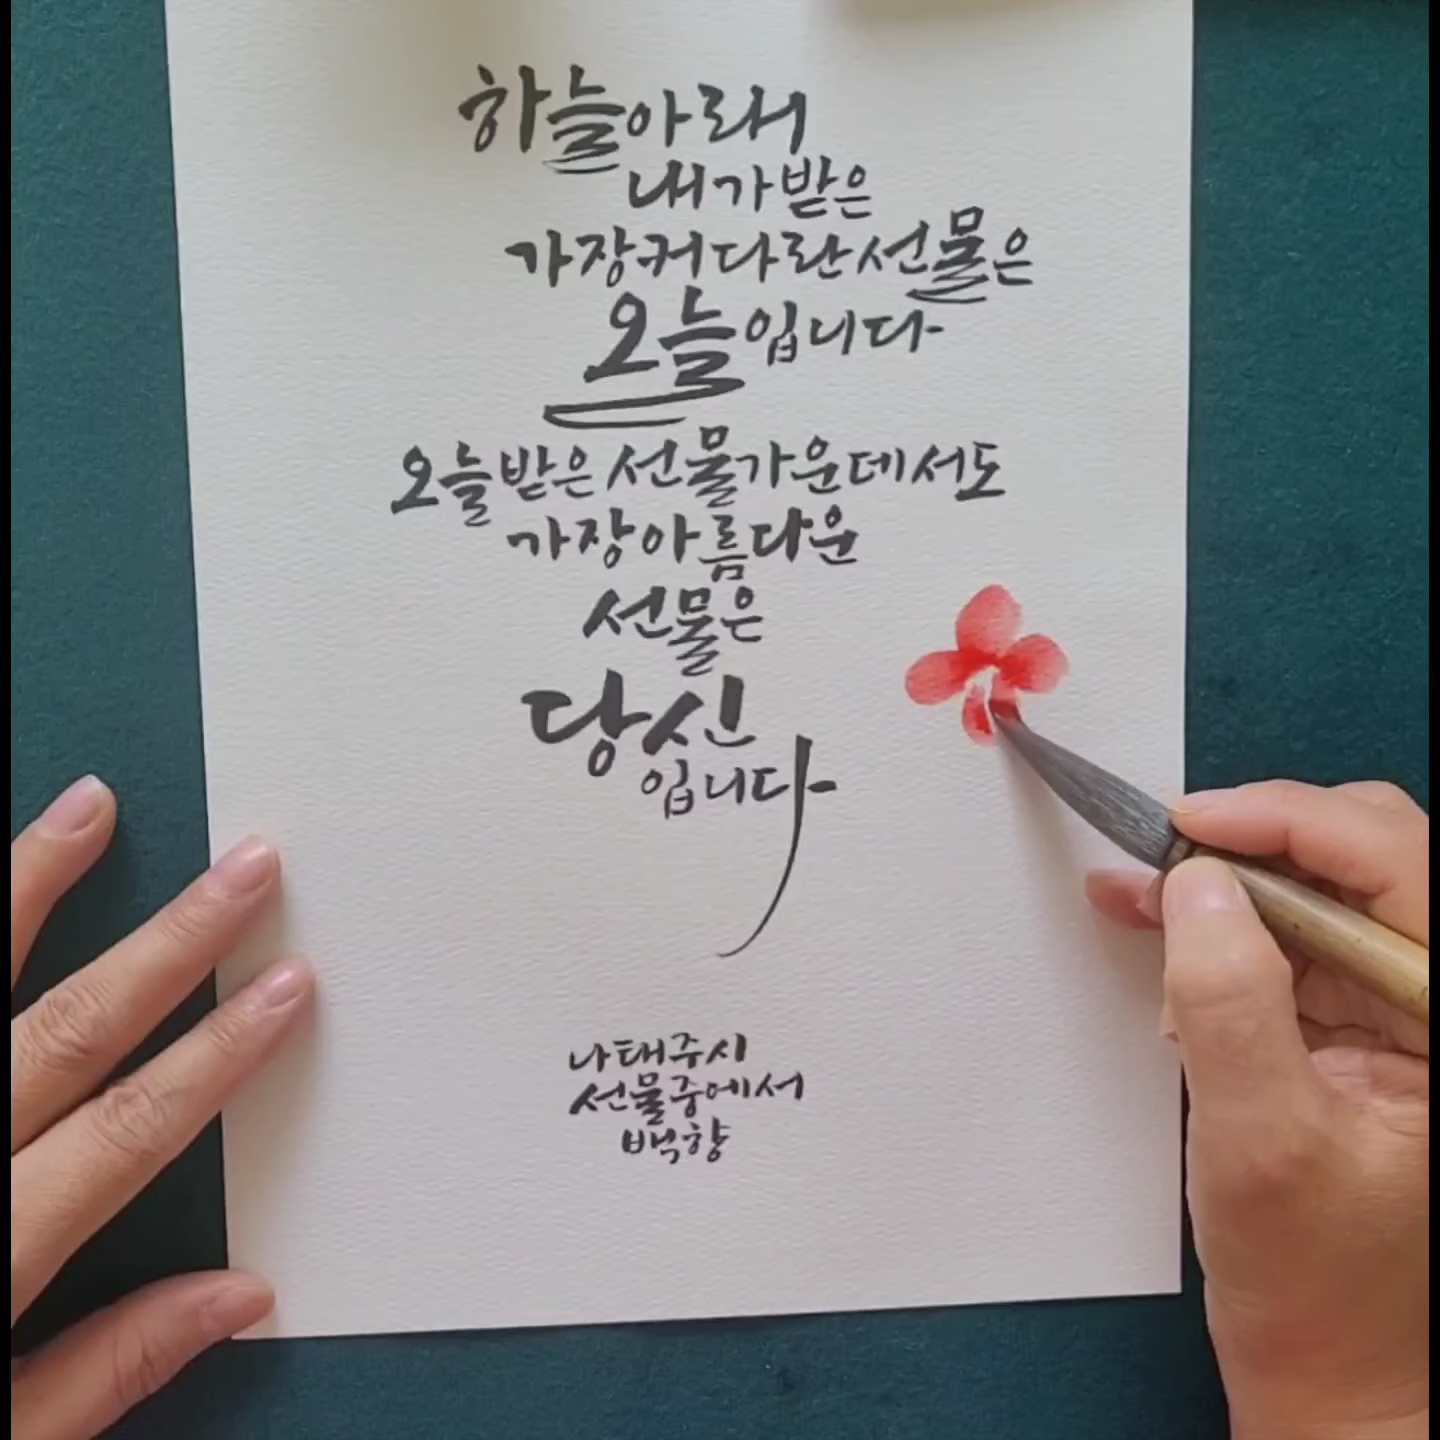 하늘아래
내가받은
가장커다란선물은
오늘입니다
오늘받은선물가운데서도
가장아름다운
선물은
당신
입니다
나태주시
선물중에서
백향